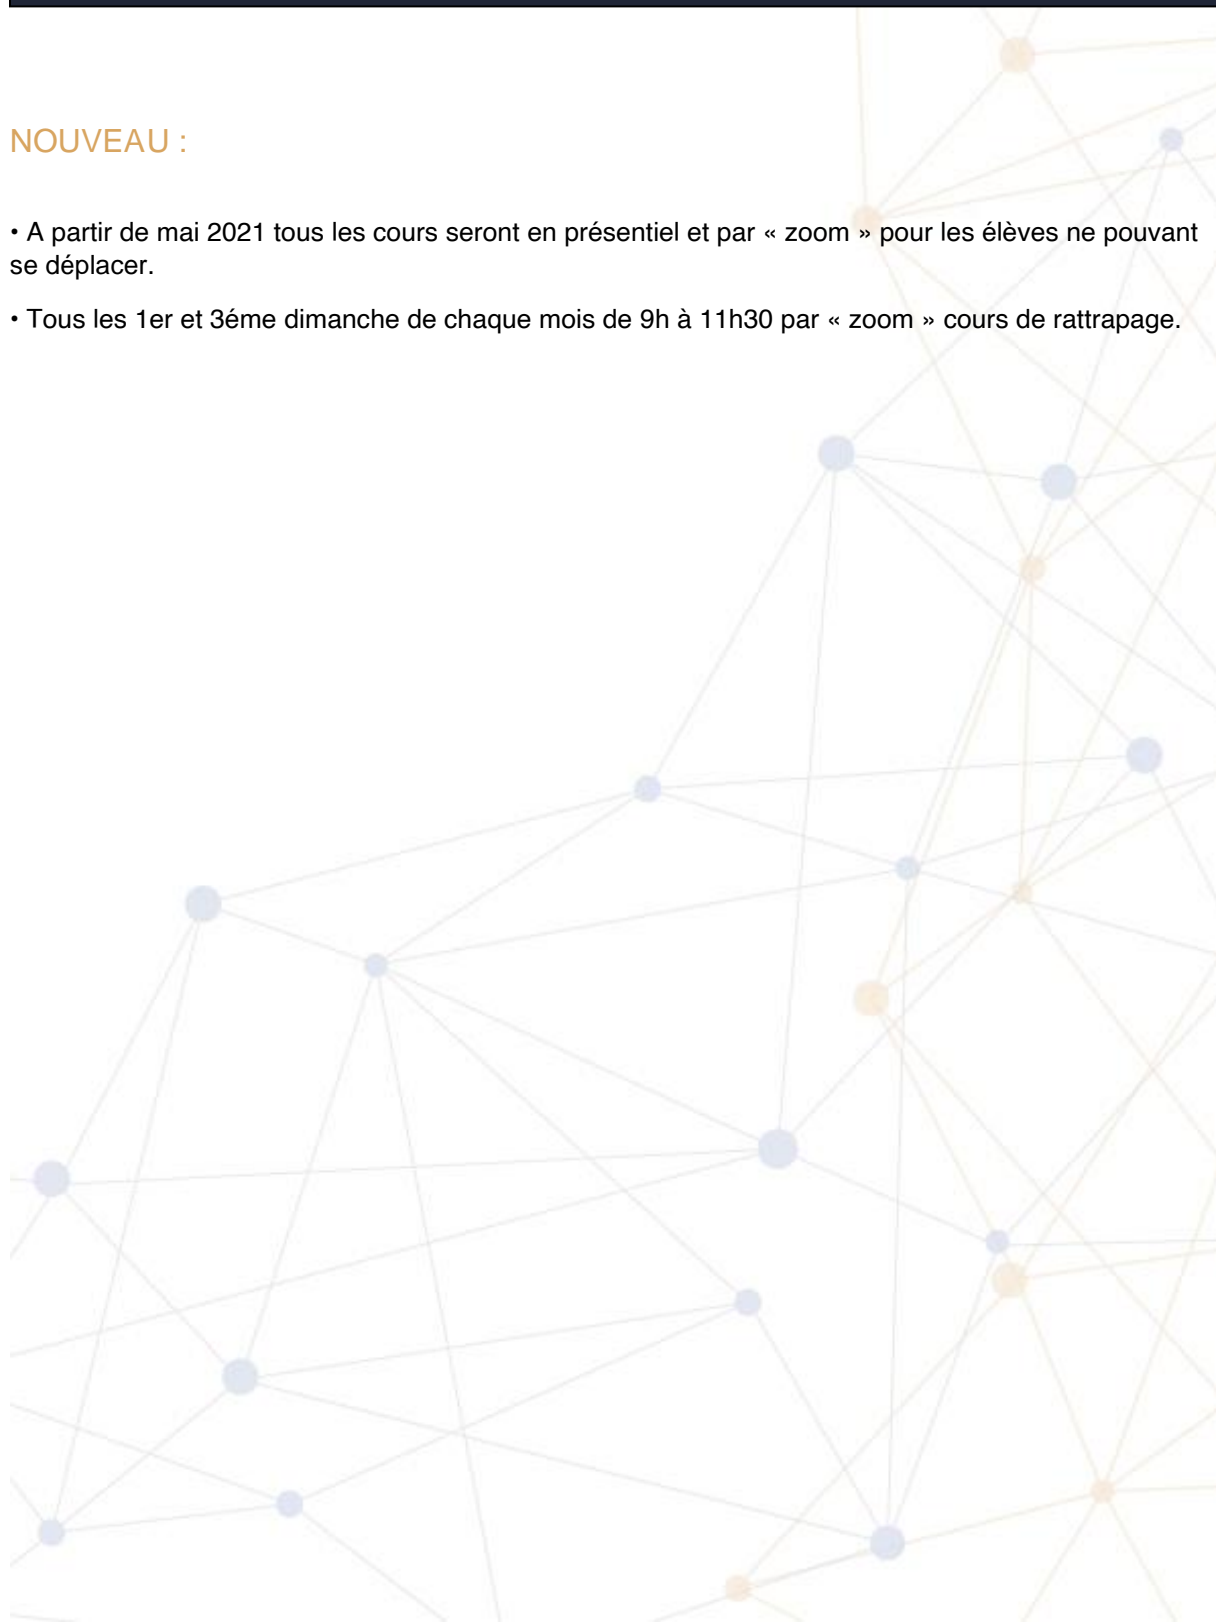 NOUVEAU :
• A partir de mai 2021 tous les cours seront en présentiel et par « zoom » pour les élèves ne pouvant
se déplacer.
• Tous les 1er et 3éme dimanche de chaque mois de 9h à 11h30 par « zoom » cours de rattrapage.